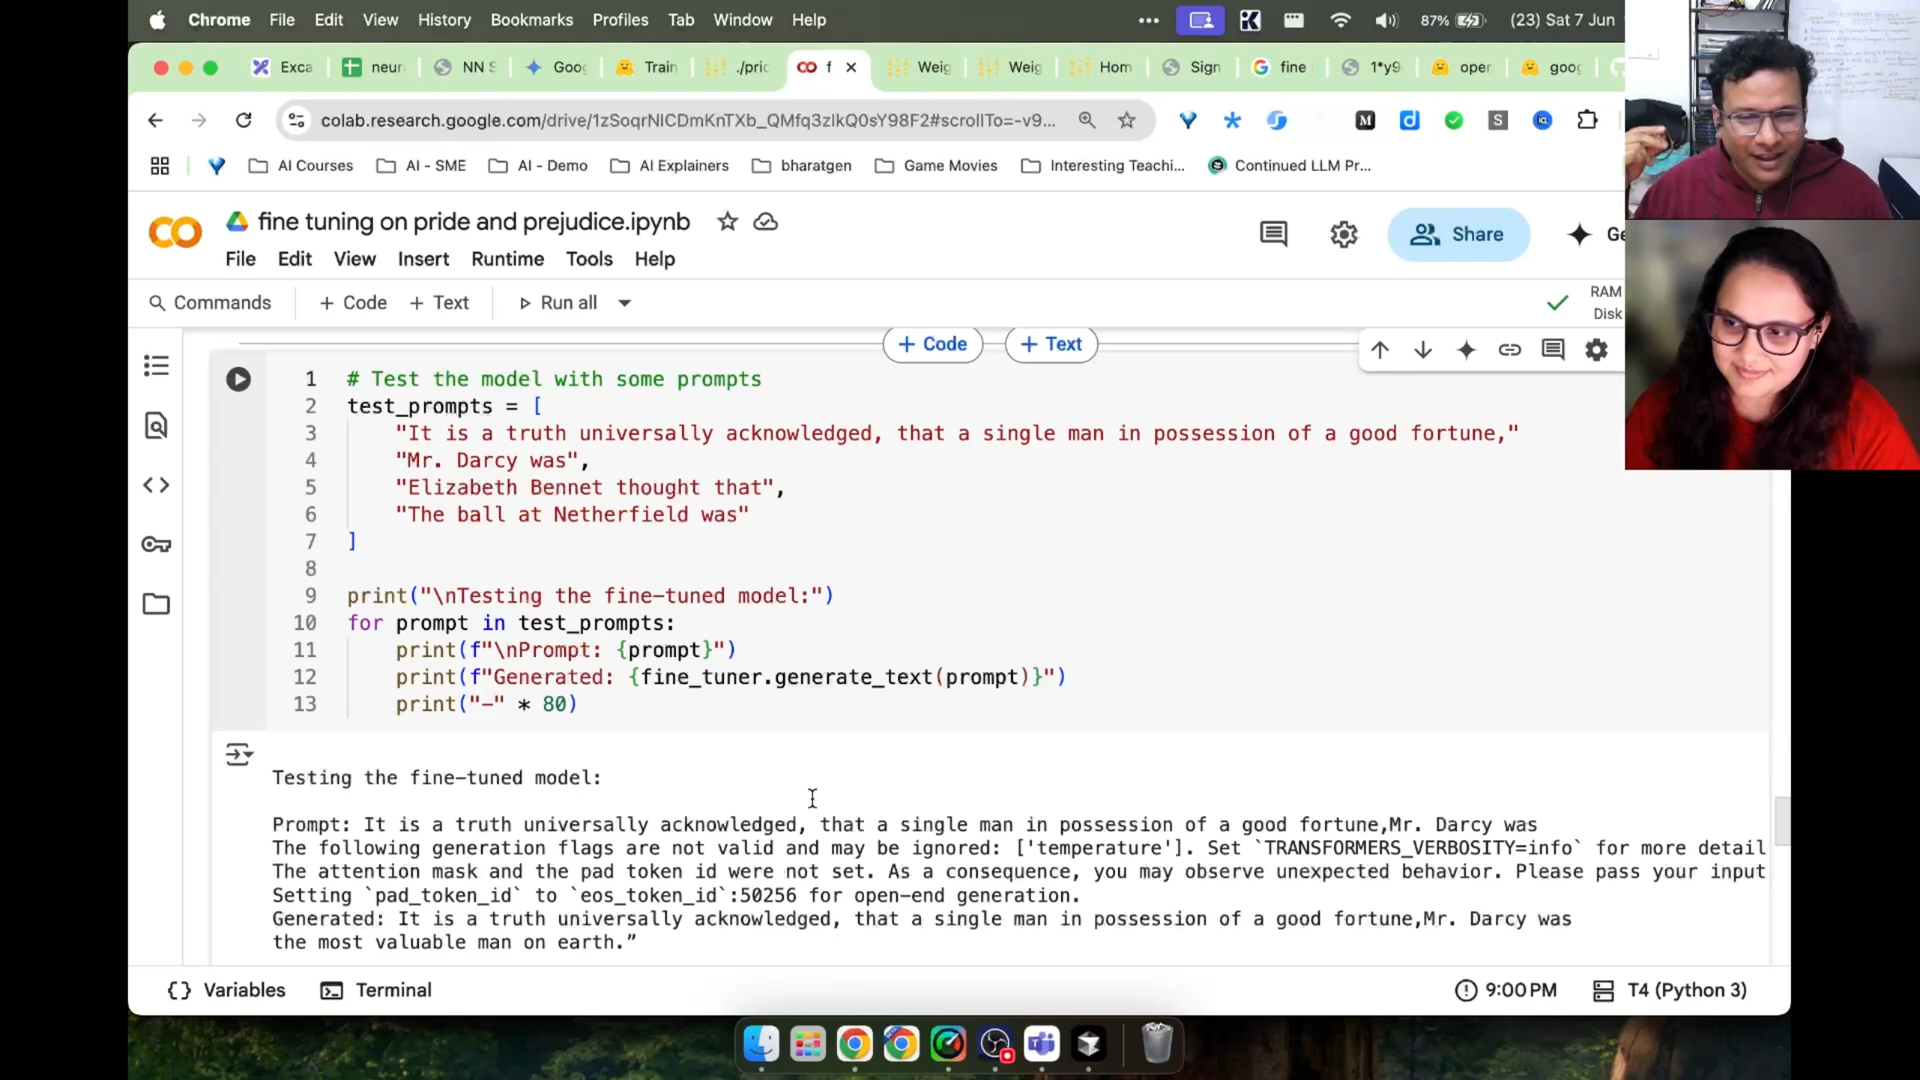 Chrome File Edit View History Bookmarks Profiles Tab Window Help ••• 87% (23) Sat 7 Jun
Exca neur NN S Goog Train ./pric f Weig Weig Hom Sign fine 1*y9 oper goog
colab.research.google.com/drive/1zSoqrNlCDmKnTXb_QMfq3zlkQ0sY98F2#scrollTo=-v9...
AI Courses AI - SME AI - Demo AI Explainers bharatgen Game Movies Interesting Teachi... Continued LLM Pr...
fine tuning on pride and prejudice.ipynb
Share Ge
File Edit View Insert Runtime Tools Help
Commands + Code + Text Run all
RAM
Disk
+ Code + Text
1 # Test the model with some prompts
2 test_prompts = [
3 "It is a truth universally acknowledged, that a single man in possession of a good fortune,"
4 "Mr. Darcy was",
5 "Elizabeth Bennet thought that",
6 "The ball at Netherfield was"
7 ]
8
9 print("\nTesting the fine-tuned model:")
10 for prompt in test_prompts:
11 print(f"\nPrompt: {prompt}")
12 print(f"Generated: {fine_tuner.generate_text(prompt)}")
13 print("-" * 80)
Testing the fine-tuned model:
Prompt: It is a truth universally acknowledged, that a single man in possession of a good fortune,Mr. Darcy was
The following generation flags are not valid and may be ignored: ['temperature']. Set `TRANSFORMERS_VERBOSITY=info` for more detail
The attention mask and the pad token id were not set. As a consequence, you may observe unexpected behavior. Please pass your input
Setting `pad_token_id` to `eos_token_id`:50256 for open-end generation.
Generated: It is a truth universally acknowledged, that a single man in possession of a good fortune,Mr. Darcy was
the most valuable man on earth.”
{} Variables Terminal 9:00 PM T4 (Python 3)